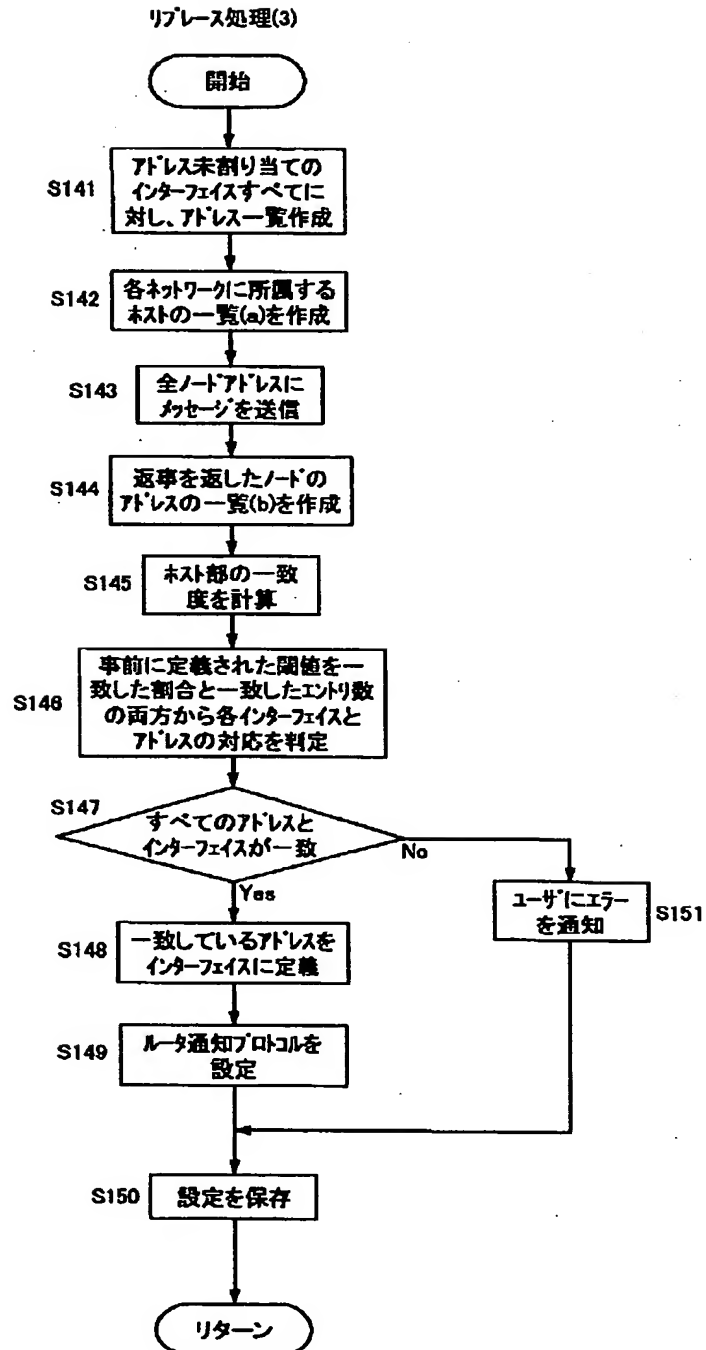 リプレース処理(3)
開始
S141
アドレス未割り当ての
インターフェイスすべてに
対し、アドレス一覧作成
S142
各ネットワークに所属する
ホストの一覧(a)を作成
S143
全ノードアドレスに
メッセージを送信
S144
返事を返したノードの
アドレスの一覧(b)を作成
S145
ホスト部の一致
度を計算
S146
事前に定義された閾値を一
致した割合と一致したエントリ数
の両方から各インターフェイスと
アドレスの対応を判定
S147
すべてのアドレスと
インターフェイスが一致
No
Yes
ユーザにエラー
を通知
S151
S148
一致しているアドレスを
インターフェイスに定義
S149
ルータ通知プロトコルを
設定
S150
設定を保存
リターン